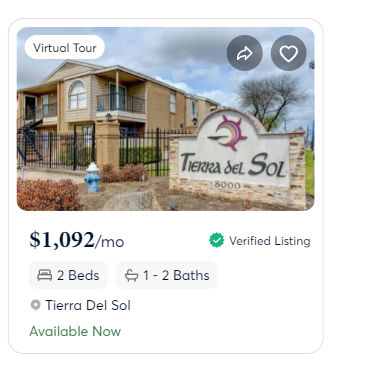 Virtual Tour
Tierra del Sol
8000
$1,092/mo
Verified Listing
2 Beds
1 - 2 Baths
Tierra Del Sol
Available Now